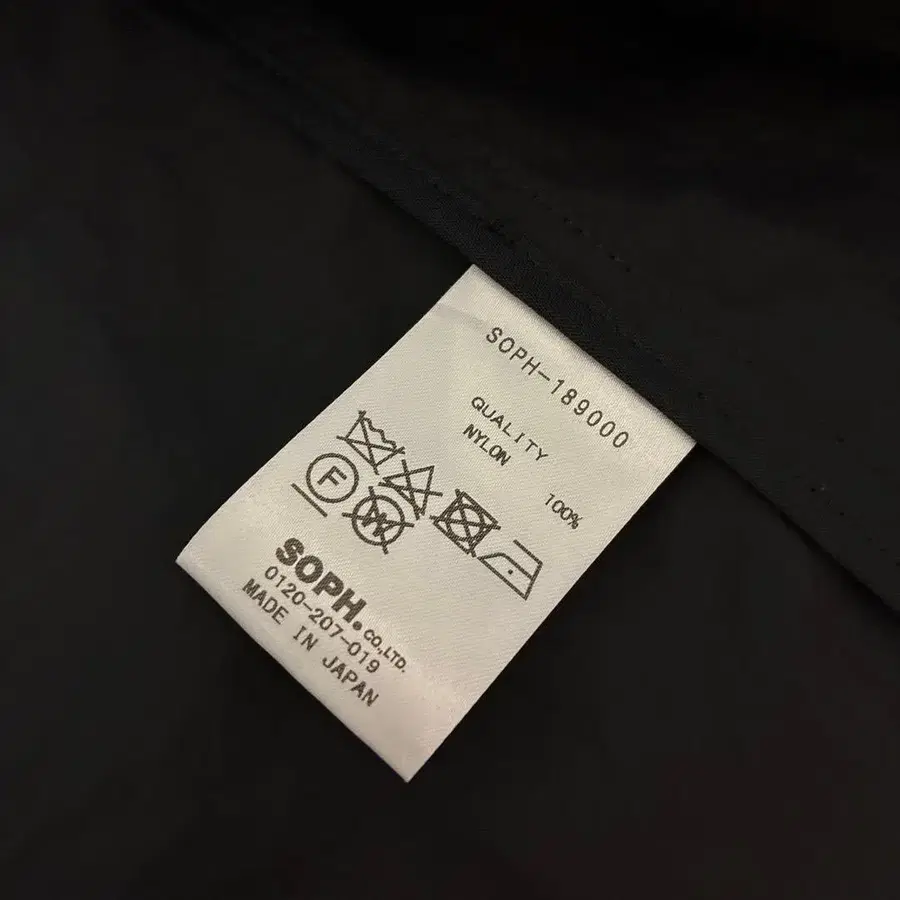 SOPH-189000
QUALITY
NYLON 100%
F W
SOPH.CO.,LTD.
0120-207-019
MADE IN JAPAN